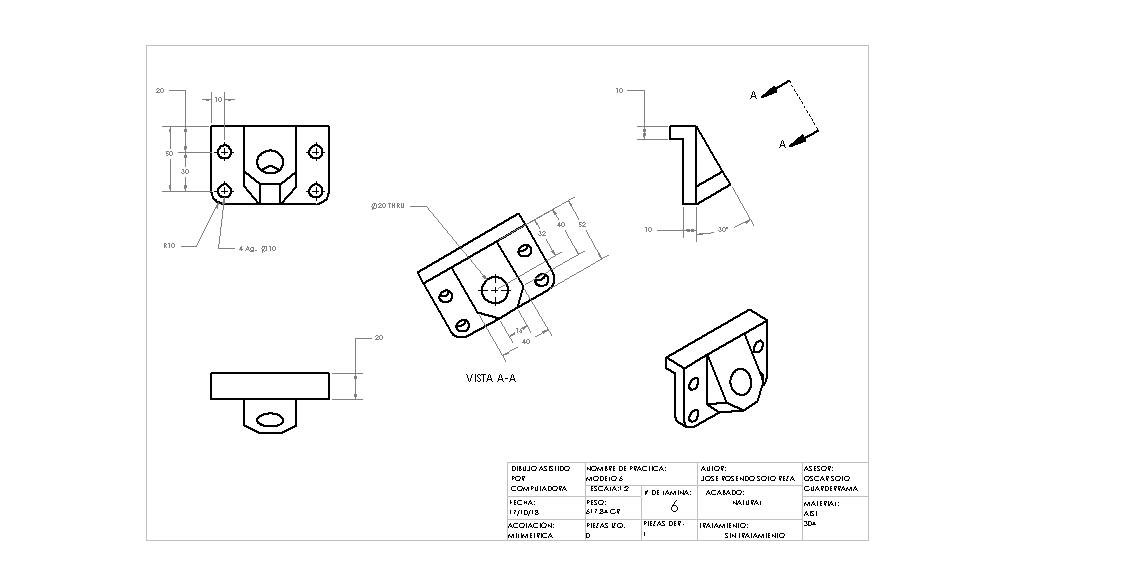 20
10
50
30
R10
4 Ag. Ø10
10
A
A
10
30°
Ø20 THRU
32
40
52
40
VISTA A-A
20
DIBUJO ASISTIDO
POR
COMPUTADORA
NOMBRE DE PRACTICA:
MODELO 6
ESCALA:1:2
AUTOR:
JOSE ROSENDO SOTO REZA
ASESOR:
OSCAR SOTO
GUARDERRAMA
FECHA:
17/10/18
PESO:
617.84 GR
# DE LAMINA:
6
ACABADO:
NATURAL
MATERIAL:
AISI
304
ACOTACION:
MILIMETRICA
PIEZAS IZQ.
0
PIEZAS DER.
1
TRATAMIENTO:
SIN TRATAMIENTO